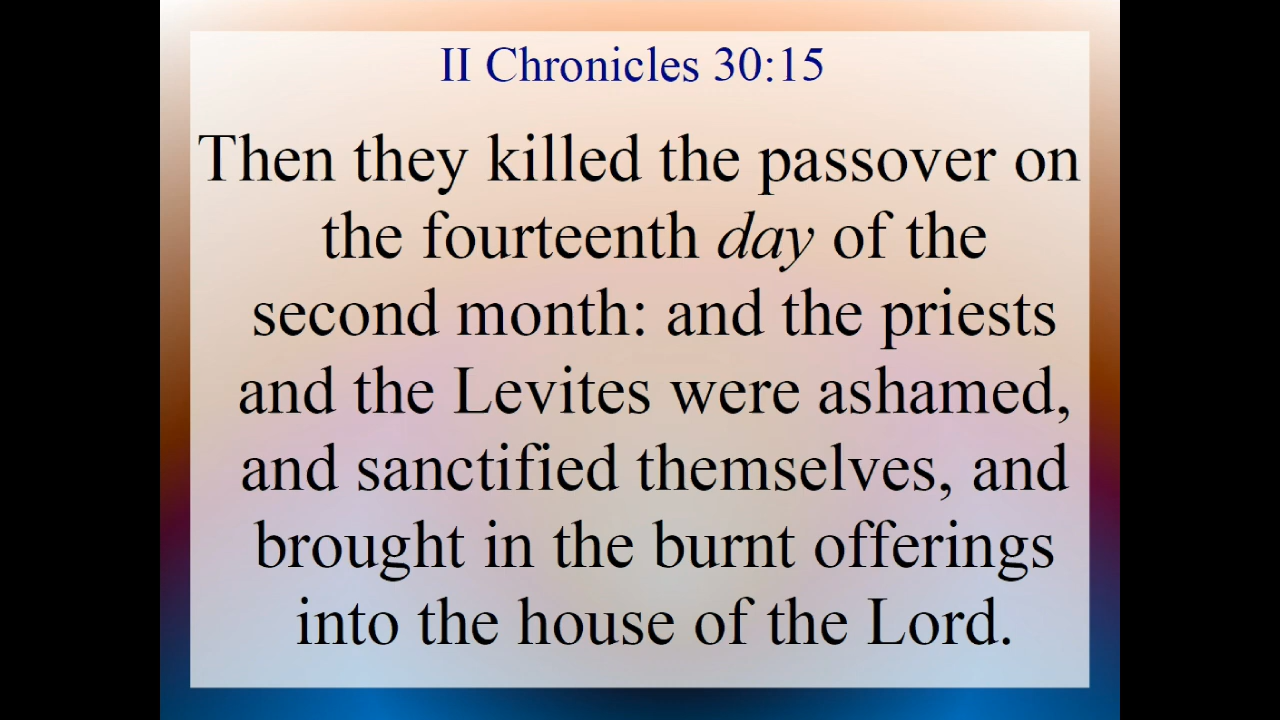 II Chronicles 30:15
Then they killed the passover on
the fourteenth day of the
second month: and the priests
and the Levites were ashamed,
and sanctified themselves, and
brought in the burnt offerings
into the house of the Lord.